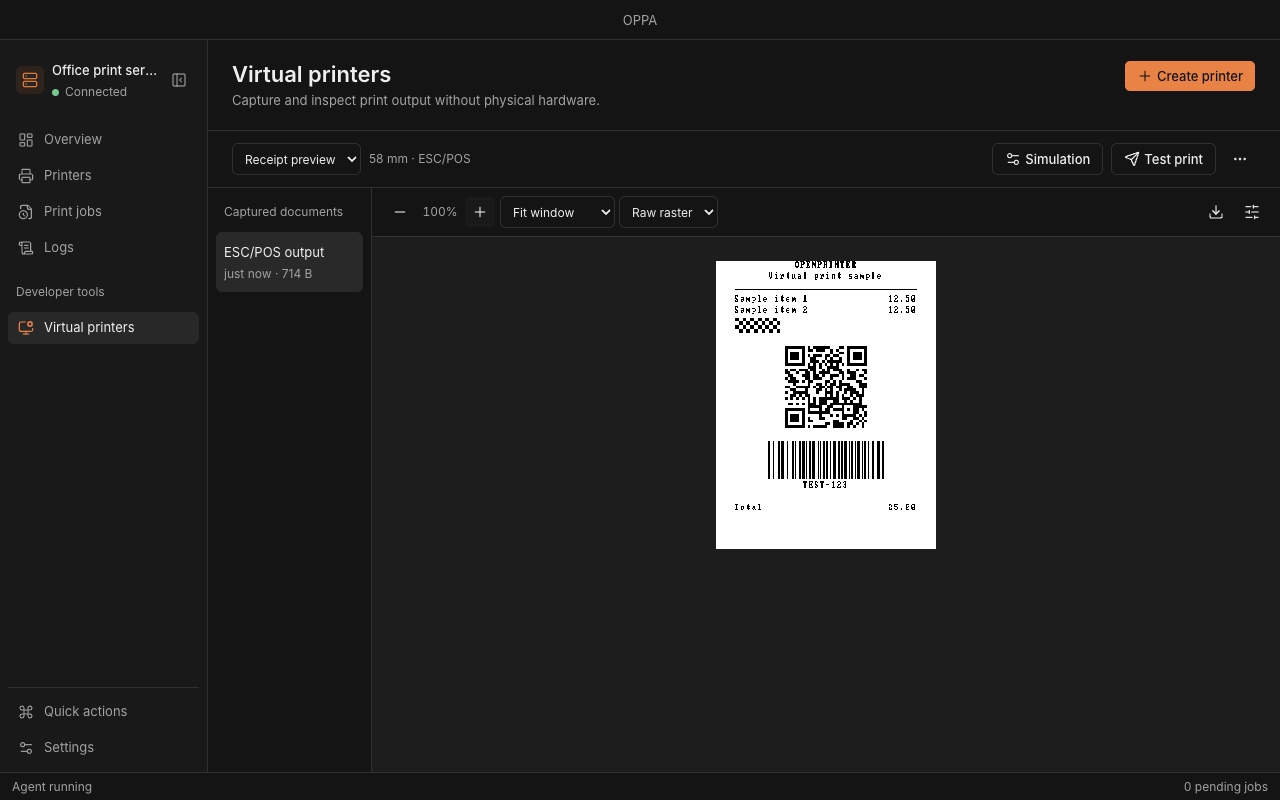 OPPA
Office print ser...
Connected
Overview
Printers
Print jobs
Logs
Developer tools
Virtual printers
Quick actions
Settings
Virtual printers
Capture and inspect print output without physical hardware.
Create printer
Receipt preview
58 mm · ESC/POS
Simulation
Test print
Captured documents
ESC/POS output
just now · 714 B
100%
Fit window
Raw raster
OPENPRINTER
Virtual print sample
Sample item 1 12.50
Sample item 2 12.50
TEST-123
Total 25.00
Agent running
0 pending jobs